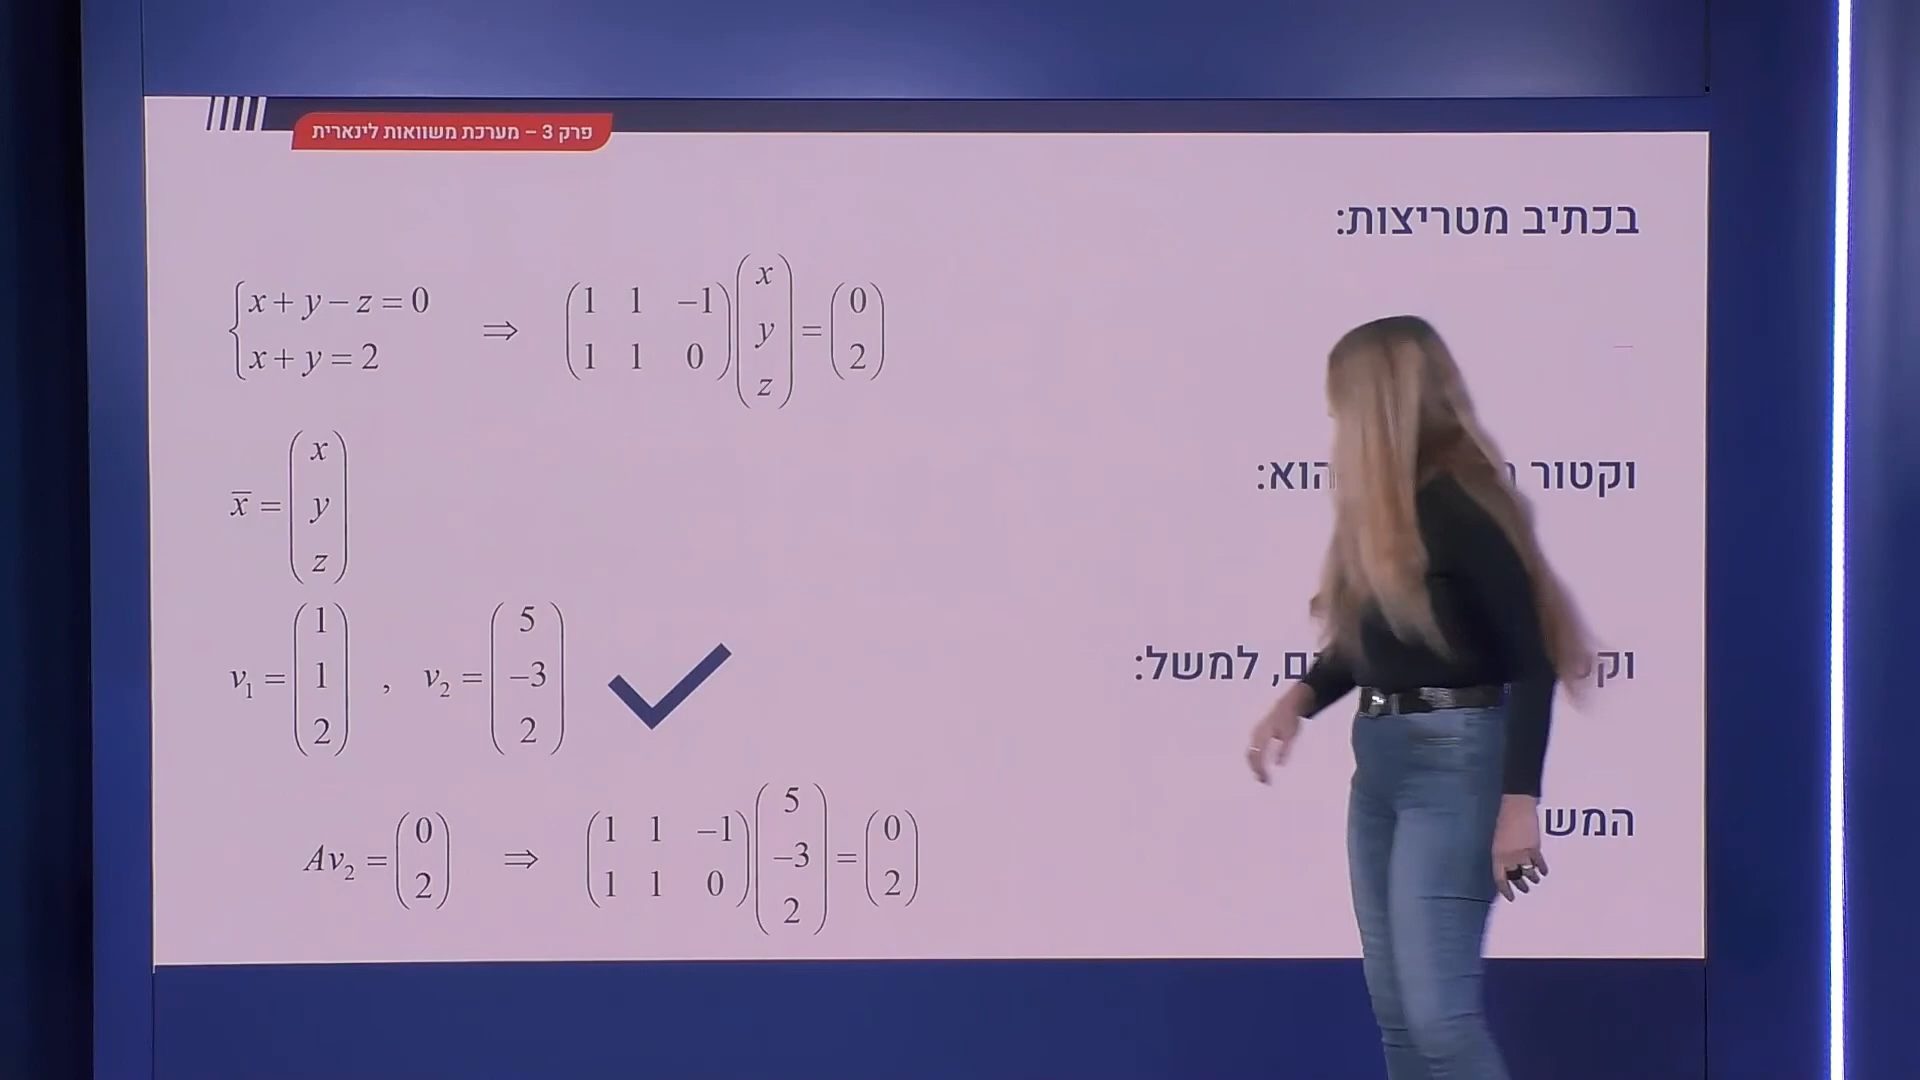 פרק 3 – מערכת משוואות לינארית
בכתיב מטריצות:
{x + y − z = 0
x + y = 2 ⇒ (1 1 −1
1 1 0)(x
y
z) = (0
2)
וקטור הוא:
x̄ = (x
y
z)
למשל:
v₁ = (1
1
2) , v₂ = (5
−3
2)
Av₂ = (0
2) ⇒ (1 1 −1
1 1 0)(5
−3
2) = (0
2)